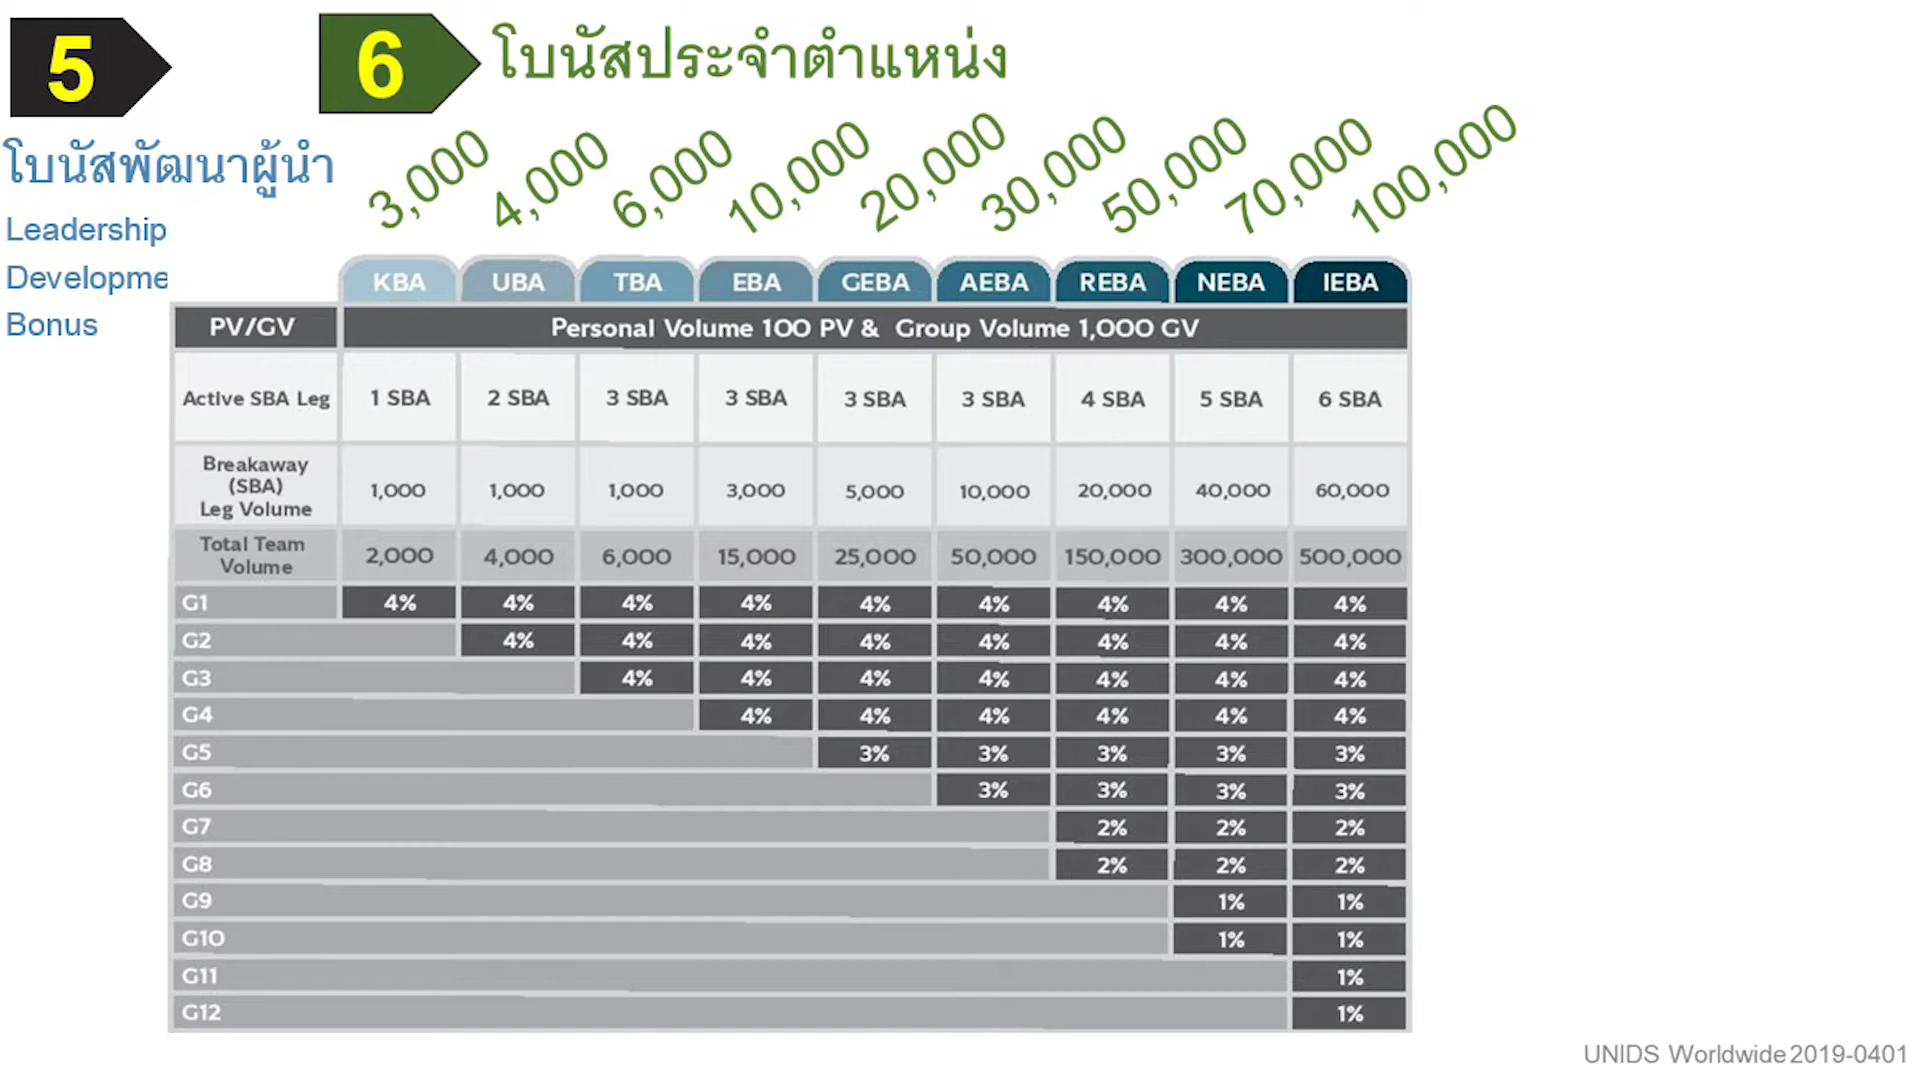 5
6 โบนัสประจำตำแหน่ง
โบนัสพัฒนาผู้นำ
Leadership
Developme
Bonus
3,000 4,000 6,000 10,000 20,000 30,000 50,000 70,000 100,000
KBA UBA TBA EBA GEBA AEBA REBA NEBA IEBA
PV/GV Personal Volume 100 PV & Group Volume 1,000 GV
Active SBA Leg 1 SBA 2 SBA 3 SBA 3 SBA 3 SBA 3 SBA 4 SBA 5 SBA 6 SBA
Breakaway
(SBA)
Leg Volume
1,000 1,000 1,000 3,000 5,000 10,000 20,000 40,000 60,000
Total Team
Volume
2,000 4,000 6,000 15,000 25,000 50,000 150,000 300,000 500,000
G1 4% 4% 4% 4% 4% 4% 4% 4% 4%
G2 4% 4% 4% 4% 4% 4% 4% 4%
G3 4% 4% 4% 4% 4% 4% 4%
G4 4% 4% 4% 4% 4% 4%
G5 3% 3% 3% 3% 3%
G6 3% 3% 3% 3%
G7 2% 2% 2%
G8 2% 2% 2%
G9 1% 1%
G10 1% 1%
G11 1%
G12 1%
UNIDS Worldwide 2019-0401